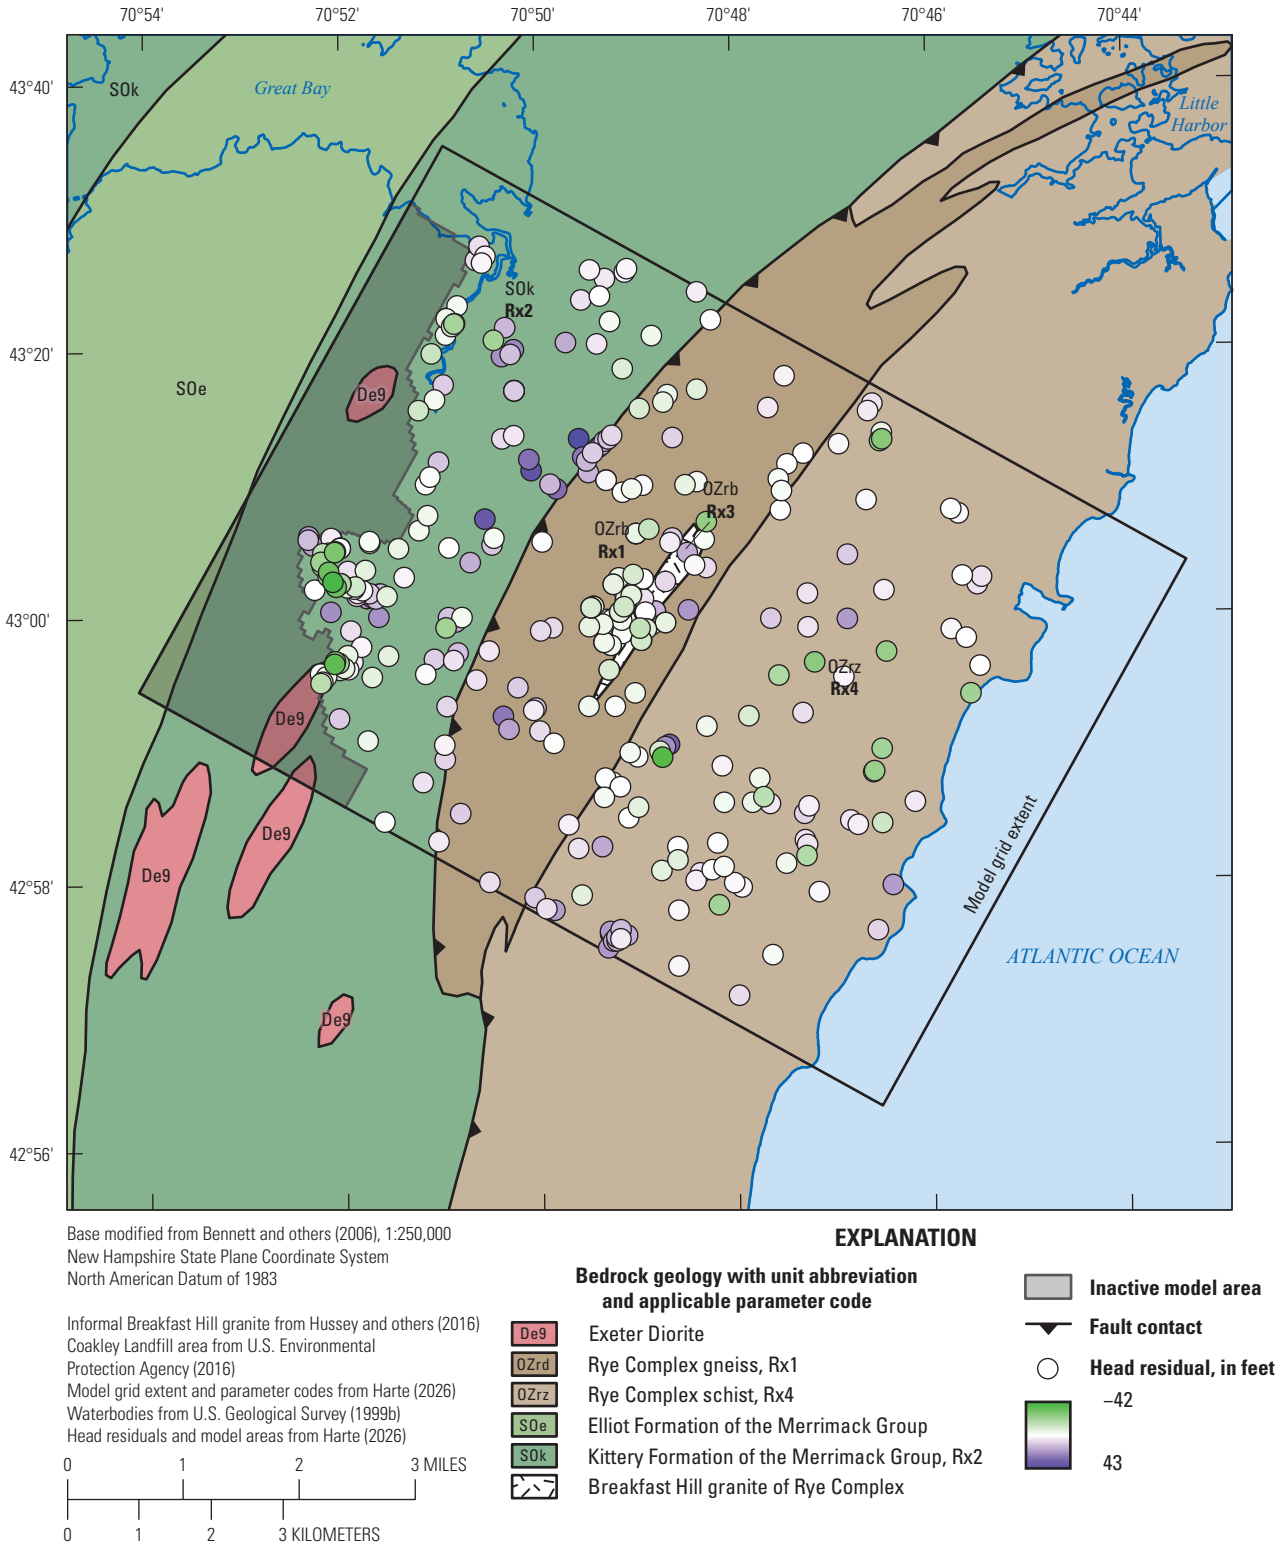 70°54' 70°52' 70°50' 70°48' 70°46' 70°44'
43°40'
43°20'
43°00'
42°58'
42°56'
SOk
Great Bay
Little
Harbor
SOk
Rx2
SOe
De9
OZrb
Rx3
OZrb
Rx1
OZrz
Rx4
De9
De9
De9
De9
Model grid extent
ATLANTIC OCEAN
Base modified from Bennett and others (2006), 1:250,000
New Hampshire State Plane Coordinate System
North American Datum of 1983
Informal Breakfast Hill granite from Hussey and others (2016)
Coakley Landfill area from U.S. Environmental
Protection Agency (2016)
Model grid extent and parameter codes from Harte (2026)
Waterbodies from U.S. Geological Survey (1999b)
Head residuals and model areas from Harte (2026)
0 1 2 3 MILES
0 1 2 3 KILOMETERS
EXPLANATION
Bedrock geology with unit abbreviation
and applicable parameter code
De9 Exeter Diorite
OZrd Rye Complex gneiss, Rx1
OZrz Rye Complex schist, Rx4
SOe Elliot Formation of the Merrimack Group
SOk Kittery Formation of the Merrimack Group, Rx2
Breakfast Hill granite of Rye Complex
Inactive model area
Fault contact
Head residual, in feet
−42
43